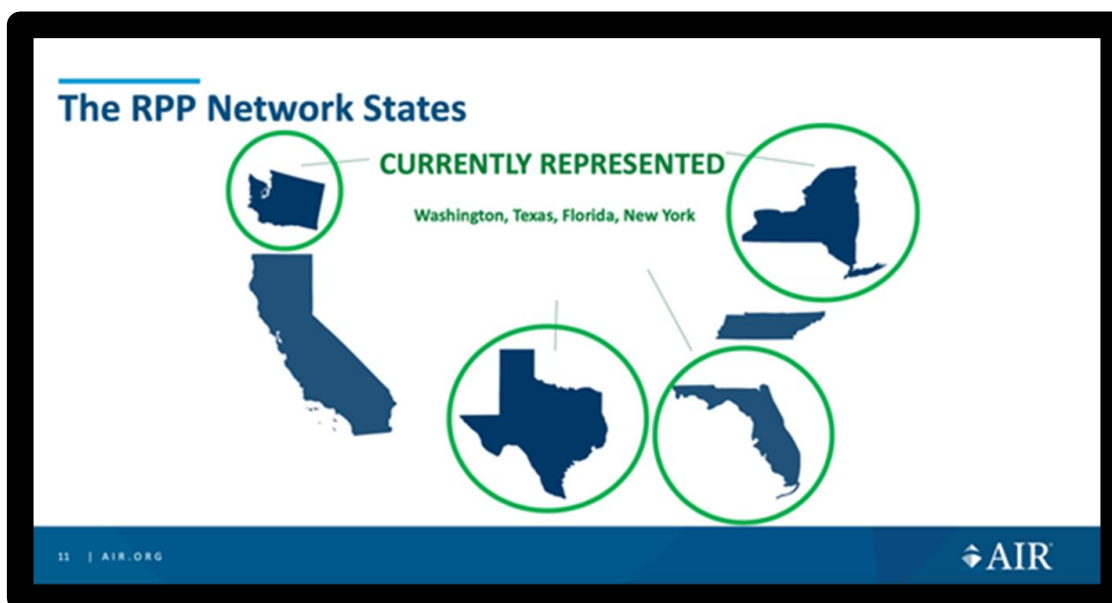 The RPP Network States
CURRENTLY REPRESENTED
Washington, Texas, Florida, New York
11 | AIR.ORG
AIR